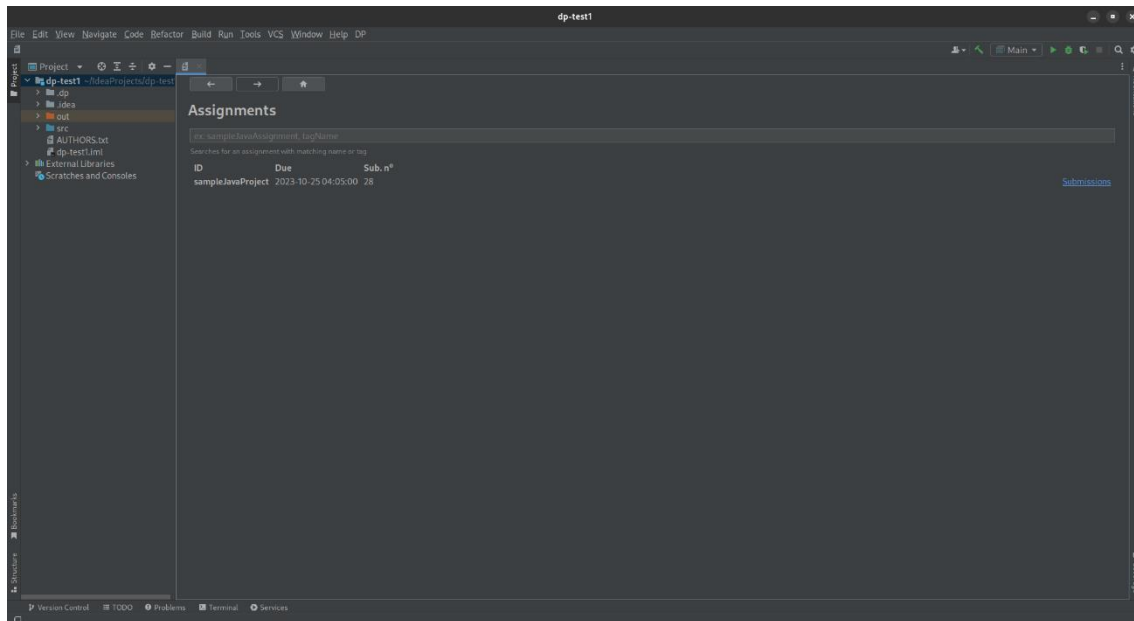 dp-test1
File Edit View Navigate Code Refactor Build Run Tools VCS Window Help DP
Main
Project
Project
dp-test1 ~/IdeaProjects/dp-test
.dp
.idea
out
src
AUTHORS.txt
dp-test1.iml
External Libraries
Scratches and Consoles
Assignments
ex. sampleJavaAssignment, tagName
Searches for an assignment with matching name or tag
ID Due Sub. nº
sampleJavaProject 2023-10-25 04:05:00 28 Submissions
Bookmarks
Structure
Version Control TODO Problems Terminal Services